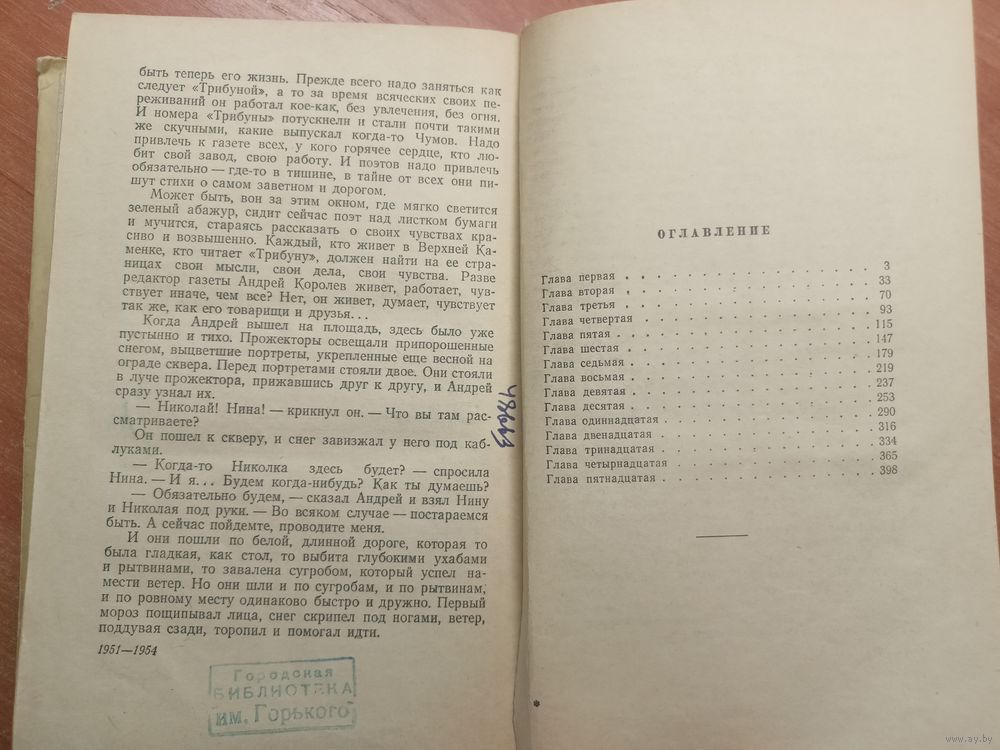 быть теперь его жизнь. Прежде всего надо заняться как
следует «Трибуной», а то за время всяческих своих пе-
реживаний он работал кое-как, без увлечения, без огня.
И номера «Трибуны» потускнели и стали почти такими
же скучными, какие выпускал когда-то Чумов. Надо
привлечь к газете всех, у кого горячее сердце, кто лю-
бит свой завод, свою работу. И поэтов надо привлечь
обязательно — где-то в тишине, в тайне от всех они пи-
шут стихи о самом заветном и дорогом.
Может быть, вон за этим окном, где мягко светится
зеленый абажур, сидит сейчас поэт над листком бумаги
и мучится, стараясь рассказать о своих чувствах кра-
сиво и возвышенно. Каждый, кто живет в Верхней Ка-
менке, кто читает «Трибуну», должен найти на ее стра-
ницах свои мысли, свои дела, свои чувства. Разве
редактор газеты Андрей Королев живет, работает, чув-
ствует иначе, чем все? Нет, он живет, думает, чувствует
так же, как его товарищи и друзья...
Когда Андрей вышел на площадь, здесь было уже
пустынно и тихо. Прожекторы освещали припорошенные
снегом, выцветшие портреты, укрепленные еще весной на
ограде сквера. Перед портретами стояли двое. Они стояли
в луче прожектора, прижавшись друг к другу, и Андрей
сразу узнал их.
— Николай! Нина! — крикнул он. — Что вы там рас-
сматриваете?
Он пошел к скверу, и снег завизжал у него под каб-
луками.
— Когда-то Николка здесь будет? — спросила
Нина. — И я... Будем когда-нибудь? Как ты думаешь?
— Обязательно будем, — сказал Андрей и взял Нину
и Николая под руки. — Во всяком случае — постараемся
быть. А сейчас пойдемте, проводите меня.
И они пошли по белой, длинной дороге, которая то
была гладкая, как стол, то выбита глубокими ухабами
и рытвинами, то завалена сугробом, который успел на-
мести ветер. Но они шли и по сугробам, и по рытвинам,
и по ровному месту одинаково быстро и дружно. Первый
мороз пощипывал лица, снег скрипел под ногами, ветер,
поддувая сзади, торопил и помогал идти.
1951—1954
Городская
БИБЛИОТЕКА
им. Горького
ОГЛАВЛЕНИЕ
Глава первая . . . . . . . . . . . . 3
Глава вторая . . . . . . . . . . . . 33
Глава третья . . . . . . . . . . . . 70
Глава четвертая . . . . . . . . . . . 93
Глава пятая . . . . . . . . . . . . 115
Глава шестая . . . . . . . . . . . . 147
Глава седьмая . . . . . . . . . . . . 179
Глава восьмая . . . . . . . . . . . . 219
Глава девятая . . . . . . . . . . . . 237
Глава десятая . . . . . . . . . . . . 253
Глава одиннадцатая . . . . . . . . . . 290
Глава двенадцатая . . . . . . . . . . 316
Глава тринадцатая . . . . . . . . . . 334
Глава четырнадцатая . . . . . . . . . 365
Глава пятнадцатая . . . . . . . . . . 398
*
www.ay.by